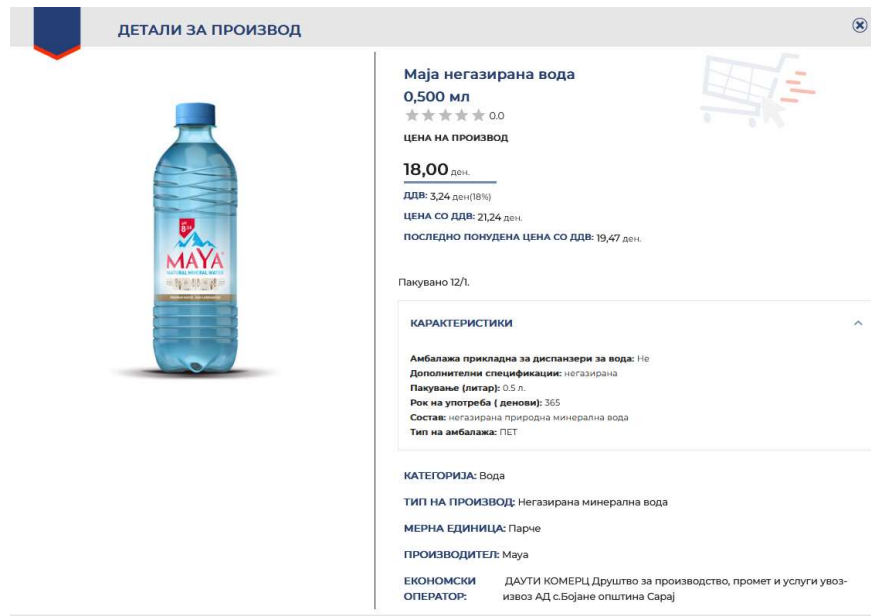 ДЕТАЛИ ЗА ПРОИЗВОД
MAYA
NATURAL MINERAL WATER
Маја негазирана вода
0,500 мл
0.0
ЦЕНА НА ПРОИЗВОД
18,00 ден.
ДДВ: 3,24 ден(18%)
ЦЕНА СО ДДВ: 21,24 ден.
ПОСЛЕДНО ПОНУДЕНА ЦЕНА СО ДДВ: 19,47 ден.
Пакувано 12/1.
КАРАКТЕРИСТИКИ
Амбалажа прикладна за диспанзери за вода: Не
Дополнителни спецификации: негазирана
Пакување (литар): 0.5 л.
Рок на употреба ( денови): 365
Состав: негазирана природна минерална вода
Тип на амбалажа: ПЕТ
КАТЕГОРИЈА: Вода
ТИП НА ПРОИЗВОД: Негазирана минерална вода
МЕРНА ЕДИНИЦА: Парче
ПРОИЗВОДИТЕЛ: Maya
ЕКОНОМСКИ ОПЕРАТОР: ДАУТИ КОМЕРЦ Друштво за производство, промет и услуги увоз-
извоз АД с.Бојане општина Сарај